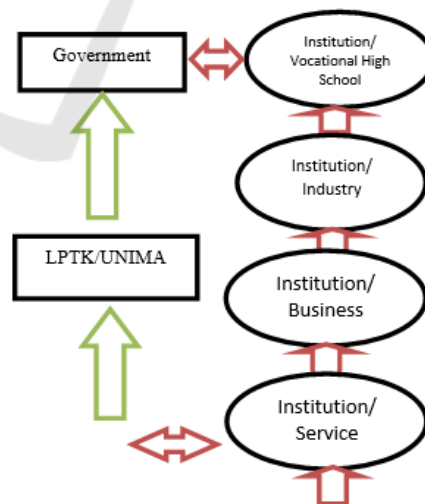 Government
Institution/
Vocational High
School
Institution/
Industry
LPTK/UNIMA
Institution/
Business
Institution/
Service